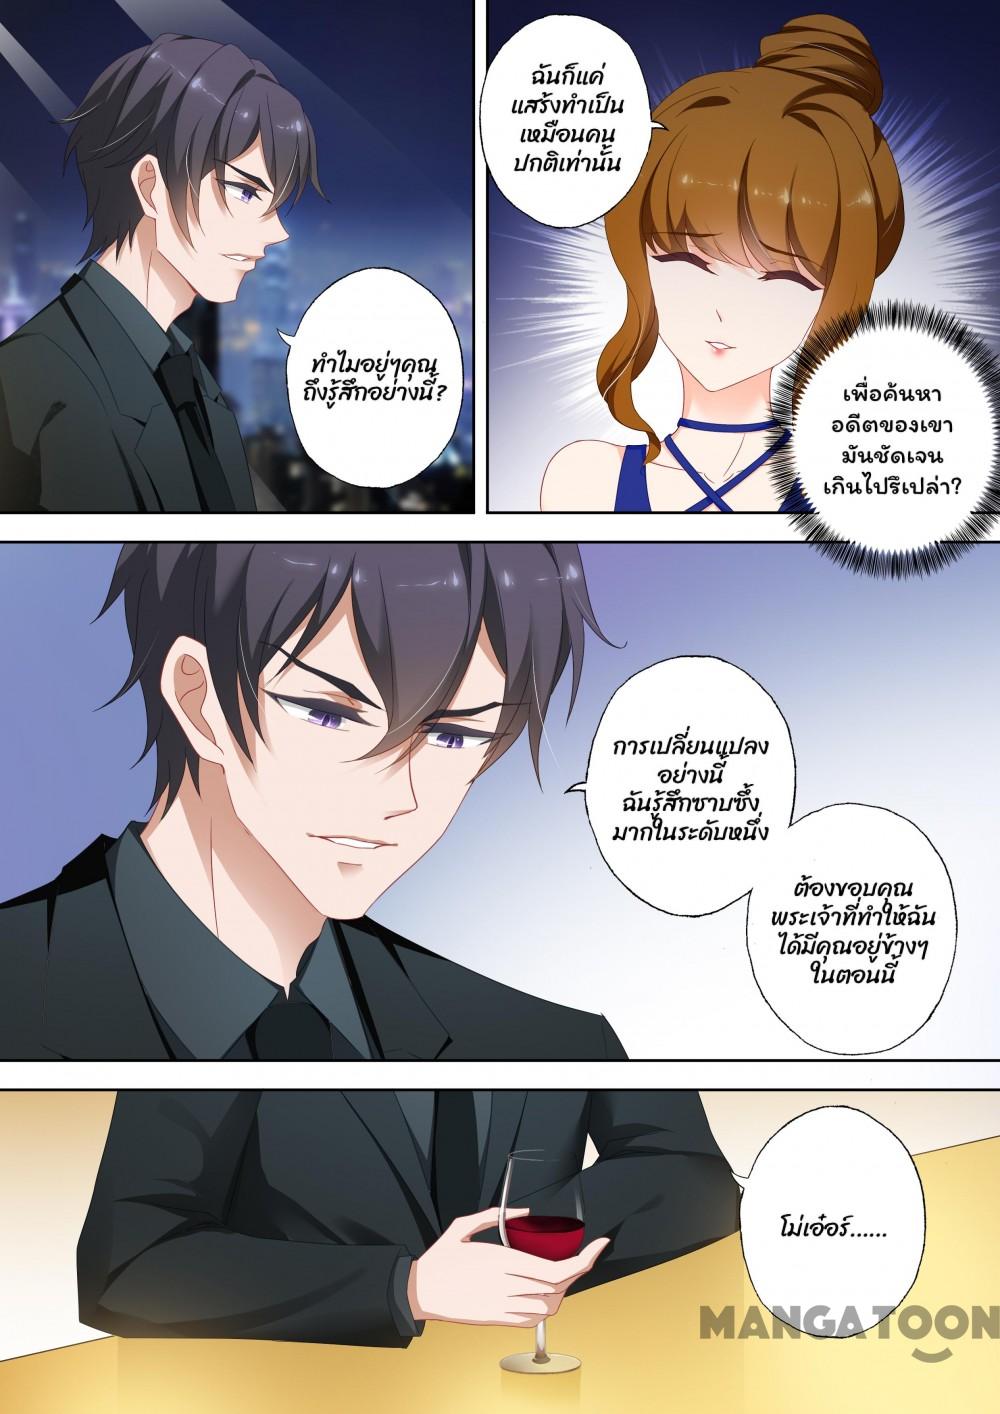 ทำไมอยู่ๆคุณ
ถึงรู้สึกอย่างนี้?
ฉันก็แค่
แสร้งทำเป็น
เหมือนคน
ปกติเท่านั้น
เพื่อค้นหา
อดีตของเขา
มันชัดเจน
เกินไปรึเปล่า?
การเปลี่ยนแปลง
อย่างนี้
ฉันรู้สึกซาบซึ้ง
มากในระดับหนึ่ง
ต้องขอบคุณ
พระเจ้าที่ทำให้ฉัน
ได้มีคุณอยู่ข้างๆ
ในตอนนี้
โม่เอ๋อร์......
MANGATOON